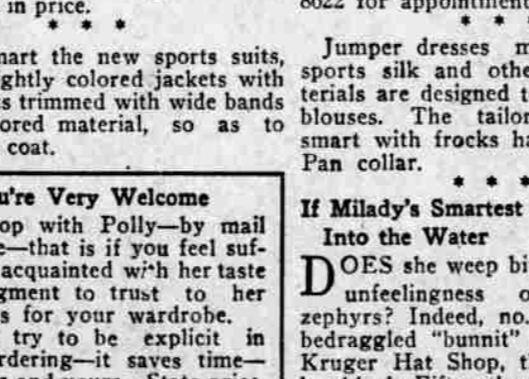 in price.
* * *
mart the new sports suits,
ghtly colored jackets with
s trimmed with wide bands
ored material, so as to
coat.
u're Very Welcome
op with Polly—by mail
e—that is if you feel suf-
acquainted with her taste
gment to trust to her
s for your wardrobe.
try to be explicit in
rdering—it saves time—
8022 for appointment
* *
Jumper dresses m
sports silk and othe
terials are designed t
blouses. The tailor
smart with frocks ha
Pan collar.
* * *
If Milady's Smartest
Into the Water
DOES she weep bi
unfeelingness o
zephyrs? Indeed, no.
bedraggled "bunnit"
Kruger Hat Shop, t